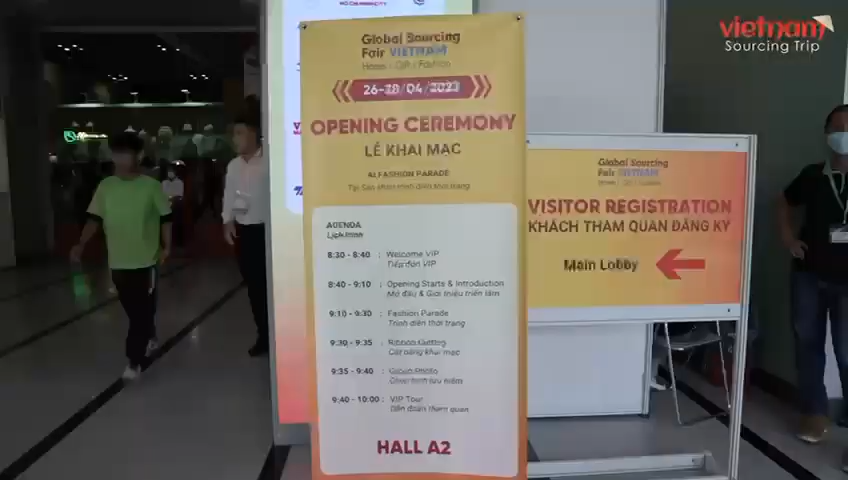 Global Sourcing
Fair VIETNAM
26-28/04/2023
OPENING CEREMONY
LỄ KHAI MẠC
AI FASHION PARADE
AGENDA
Lịch trình
8:30 - 8:40 : Welcome VIP
Tiếp đón VIP
8:40 - 9:10 : Opening Starts & Introduction
Mở đầu & Giới thiệu triển lãm
9:10 - 9:30 : Fashion Parade
Trình diễn thời trang
9:30 - 9:35 : Ribbon Cutting
Cắt băng khai mạc
9:35 - 9:40 : Group Photo
Chụp hình lưu niệm
9:40 - 10:00 : VIP Tour
Dẫn đoàn tham quan
HALL A2
Global Sourcing
Fair VIETNAM
VISITOR REGISTRATION
KHÁCH THAM QUAN ĐĂNG KÝ
Main Lobby
vietnam
Sourcing Trip